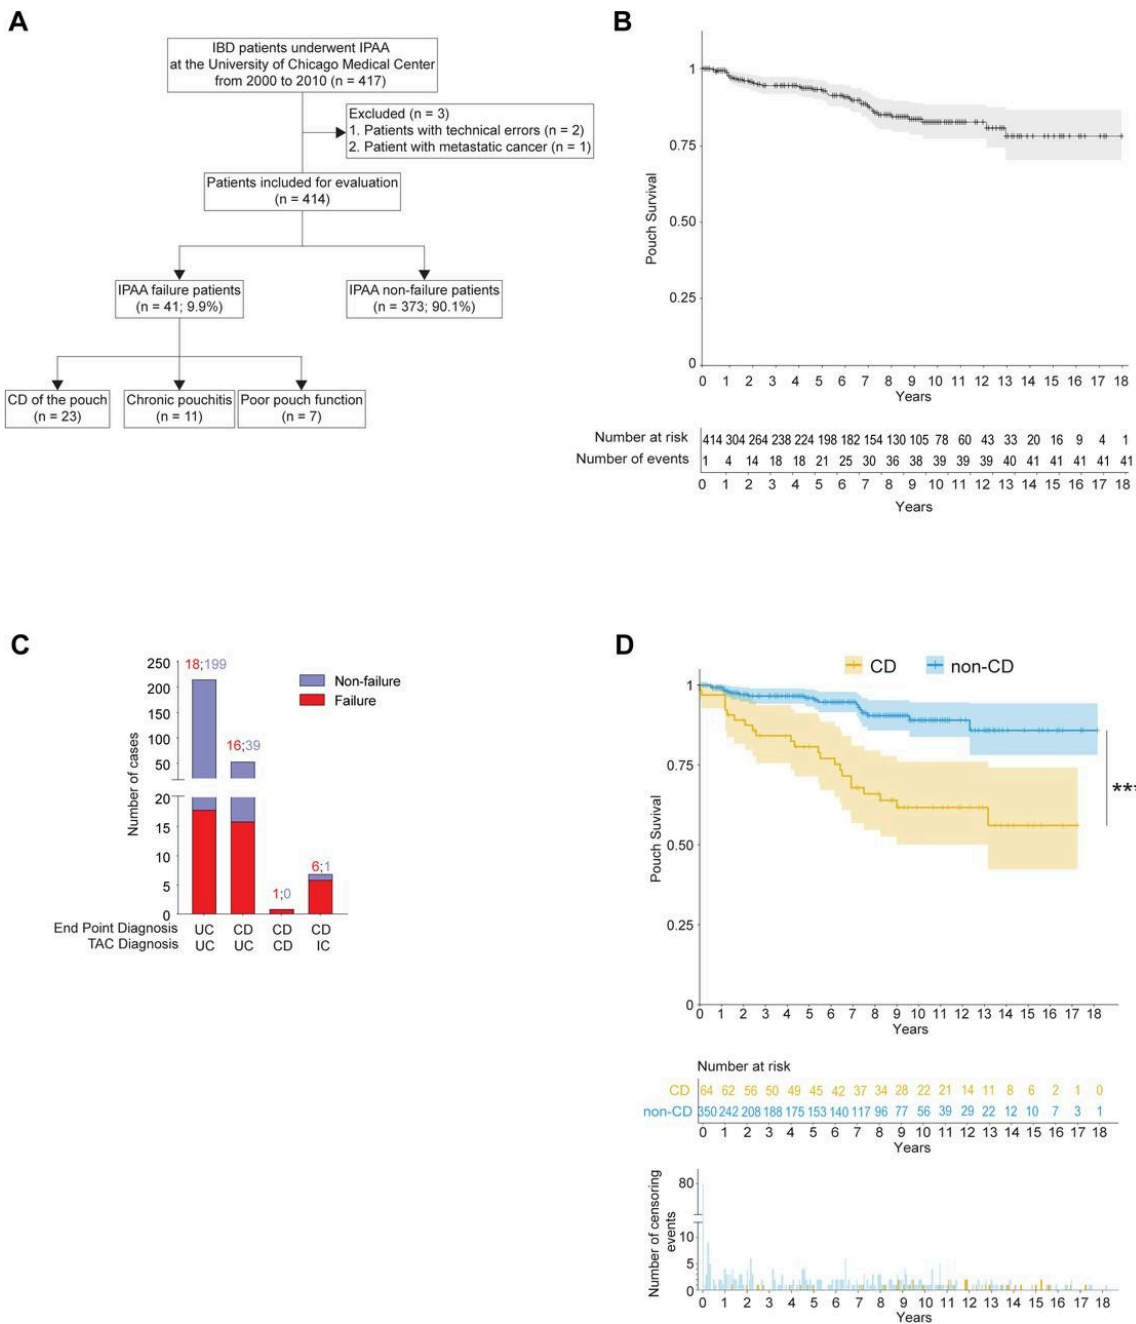 A
IBD patients underwent IPAA
at the University of Chicago Medical Center
from 2000 to 2010 (n = 417)
Excluded (n = 3)
1. Patients with technical errors (n = 2)
2. Patient with metastatic cancer (n = 1)
Patients included for evaluation
(n = 414)
IPAA failure patients
(n = 41; 9.9%)
IPAA non-failure patients
(n = 373; 90.1%)
CD of the pouch
(n = 23)
Chronic pouchitis
(n = 11)
Poor pouch function
(n = 7)
B
Pouch Survival
1
0.75
0.50
0.25
0
0 1 2 3 4 5 6 7 8 9 10 11 12 13 14 15 16 17 18
Years
Number at risk 414 304 264 238 224 198 182 154 130 105 78 60 43 33 20 16 9 4 1
Number of events 1 4 14 18 18 21 25 30 36 38 39 39 39 40 41 41 41 41 41
0 1 2 3 4 5 6 7 8 9 10 11 12 13 14 15 16 17 18
Years
C
Number of cases
250
200
150
100
50
20
15
10
5
0
18;199
16;39
1;0
6;1
Non-failure
Failure
End Point Diagnosis UC CD CD CD
TAC Diagnosis UC UC CD IC
D
CD non-CD
Pouch Suvival
1
0.75
0.50
0.25
0
***
0 1 2 3 4 5 6 7 8 9 10 11 12 13 14 15 16 17 18
Years
Number at risk
CD 64 62 56 50 49 45 42 37 34 28 22 21 14 11 8 6 2 1 0
non-CD 350 242 208 188 175 153 140 117 96 77 56 39 29 22 12 10 7 3 1
0 1 2 3 4 5 6 7 8 9 10 11 12 13 14 15 16 17 18
Years
Number of censoring
events
80
10
5
0
0 1 2 3 4 5 6 7 8 9 10 11 12 13 14 15 16 17 18
Years